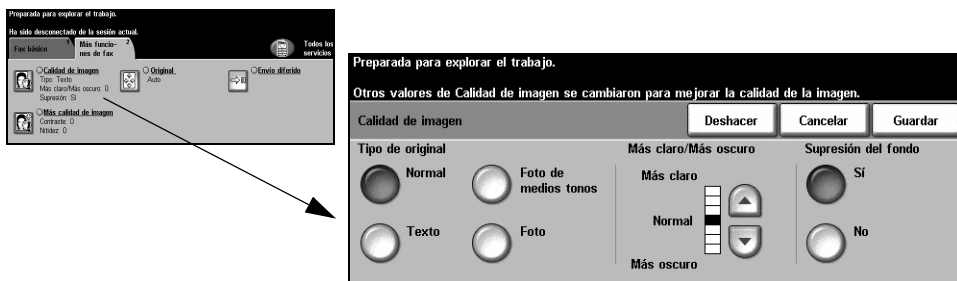 Preparada para explorar el trabajo.
Ha sido desconectado de la sesión actual.
Fax básico
1
Más funcio-
nes de fax
2
Todos los
servicios
Calidad de imagen
Tipo: Texto
Más claro/Más oscuro: 0
Supresión: Sí
Original
Auto
Envío diferido
Más calidad de imagen
Contraste: 0
Nitidez: 0
Preparada para explorar el trabajo.
Otros valores de Calidad de imagen se cambiaron para mejorar la calidad de la imagen.
Calidad de imagen
Deshacer
Cancelar
Guardar
Tipo de original
Más claro/Más oscuro
Supresión del fondo
Normal
Foto de
medios tonos
Más claro
Sí
Normal
Texto
Foto
No
Más oscuro